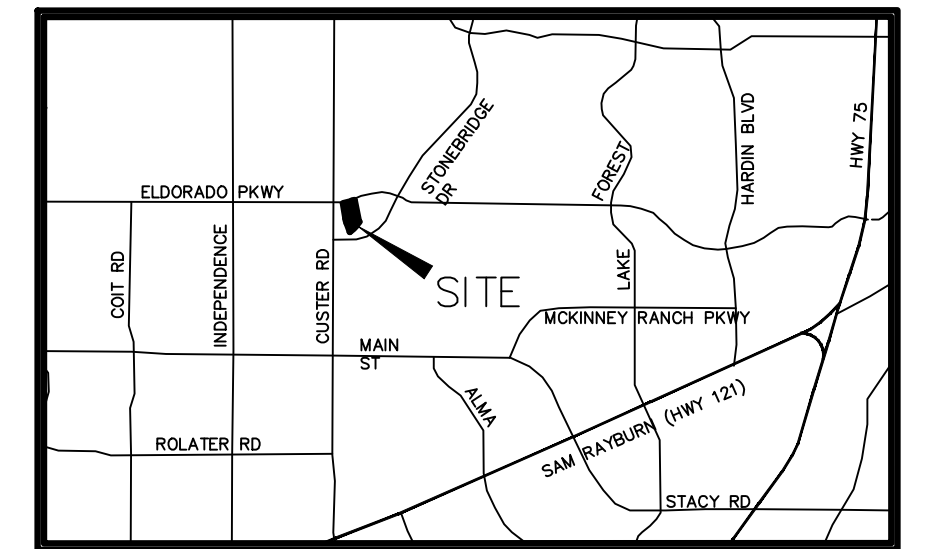 STONEBRIDGE
DR
FOREST
HARDIN BLVD
HWY 75
ELDORADO PKWY
COIT RD
INDEPENDENCE
CUSTER RD
SITE
LAKE
MCKINNEY RANCH PKWY
MAIN
ST
ALMA
SAM RAYBURN (HWY 121)
ROLATER RD
STACY RD